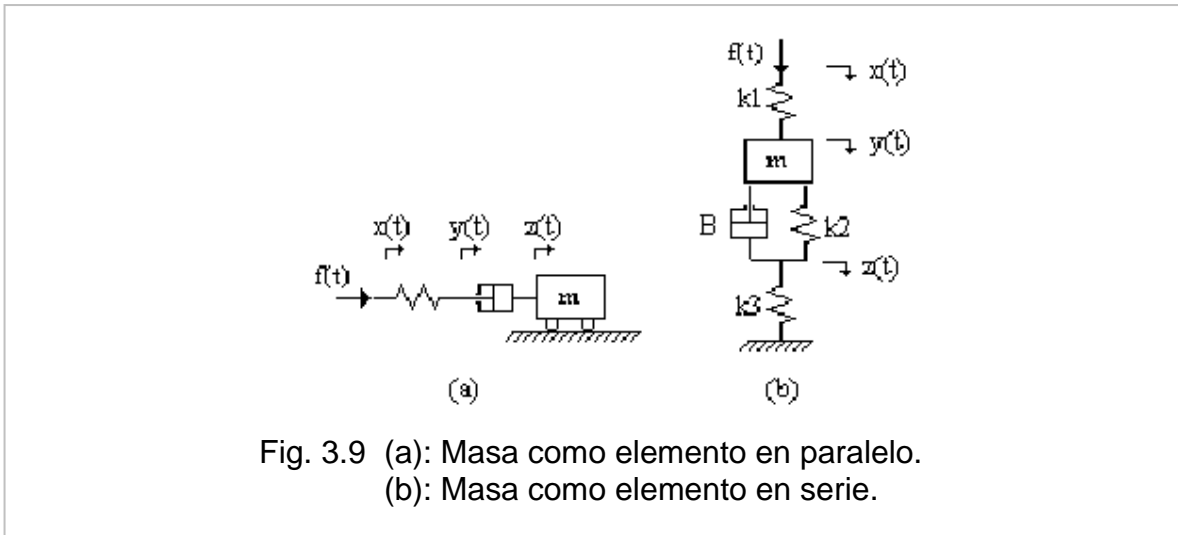 f(t)
x(t)
k1
y(t)
m
B
k2
x(t) y(t) z(t)
z(t)
f(t)
m
k3
(a) (b)
Fig. 3.9 (a): Masa como elemento en paralelo.
(b): Masa como elemento en serie.